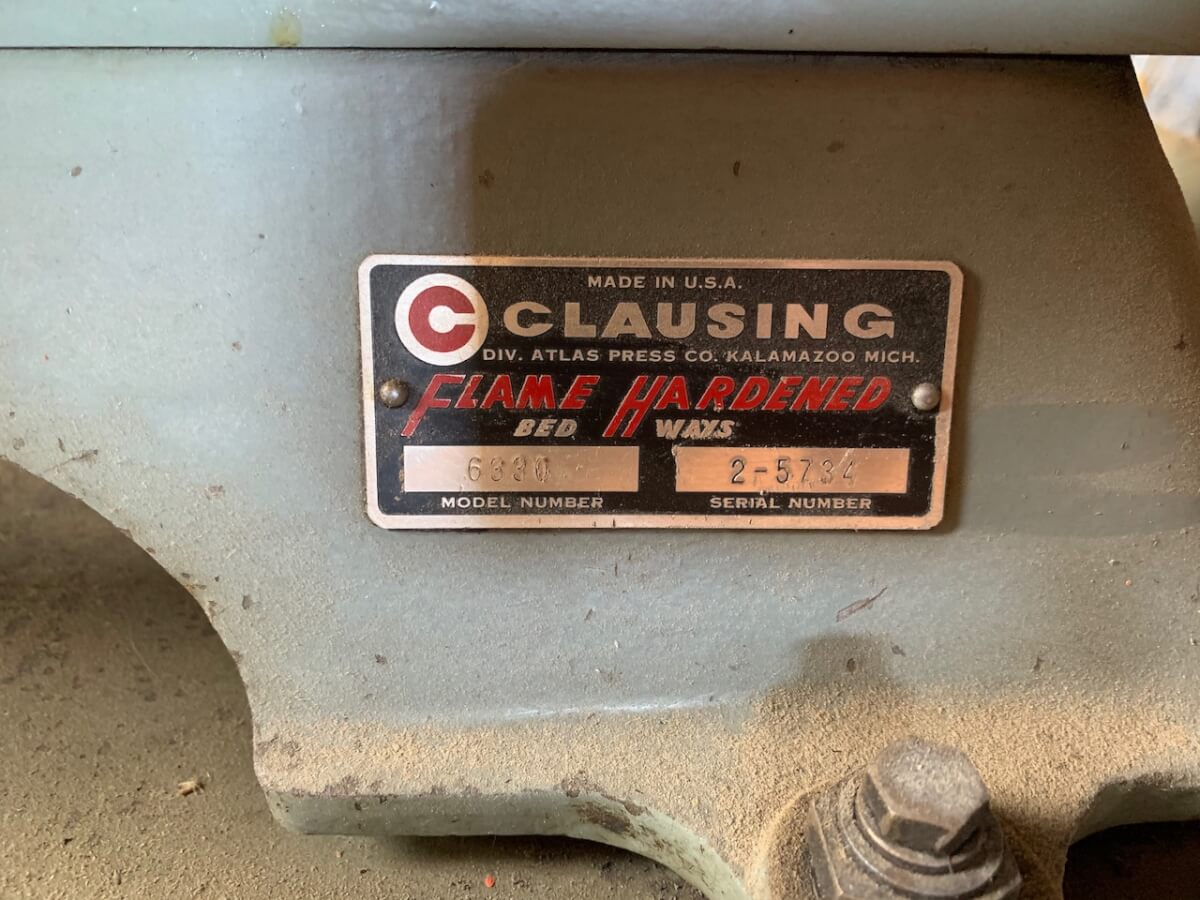 MADE IN U.S.A.
C CLAUSING
DIV. ATLAS PRESS CO. KALAMAZOO MICH.
FLAME HARDENED
BED WAYS
6330 2-5734
MODEL NUMBER SERIAL NUMBER